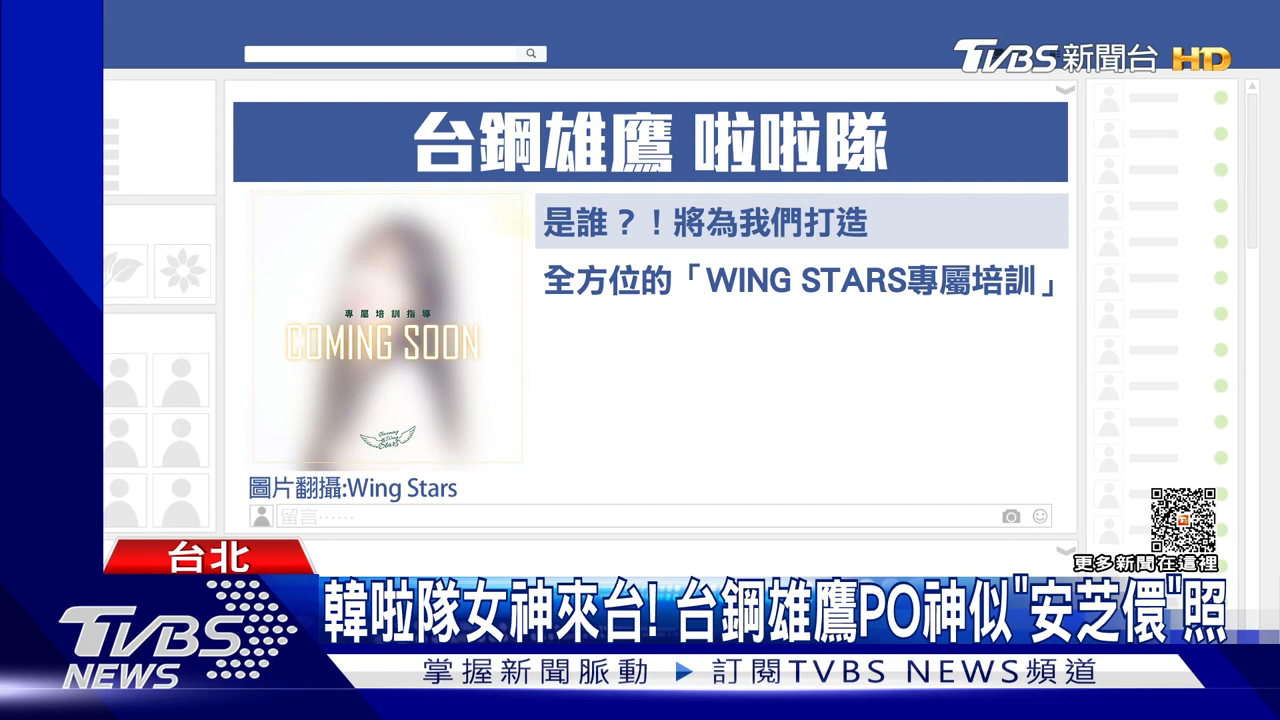 TVBS新聞台 HD
台鋼雄鷹 啦啦隊
是誰？！將為我們打造
全方位的「WING STARS專屬培訓」
專屬培訓指導
COMING SOON
Wing
Stars
圖片翻攝:Wing Stars
留言⋯⋯
更多新聞在這裡
台北
韓啦隊女神來台! 台鋼雄鷹PO神似"安芝儇"照
TVBS
NEWS
掌握新聞脈動 ▶ 訂閱TVBS NEWS頻道